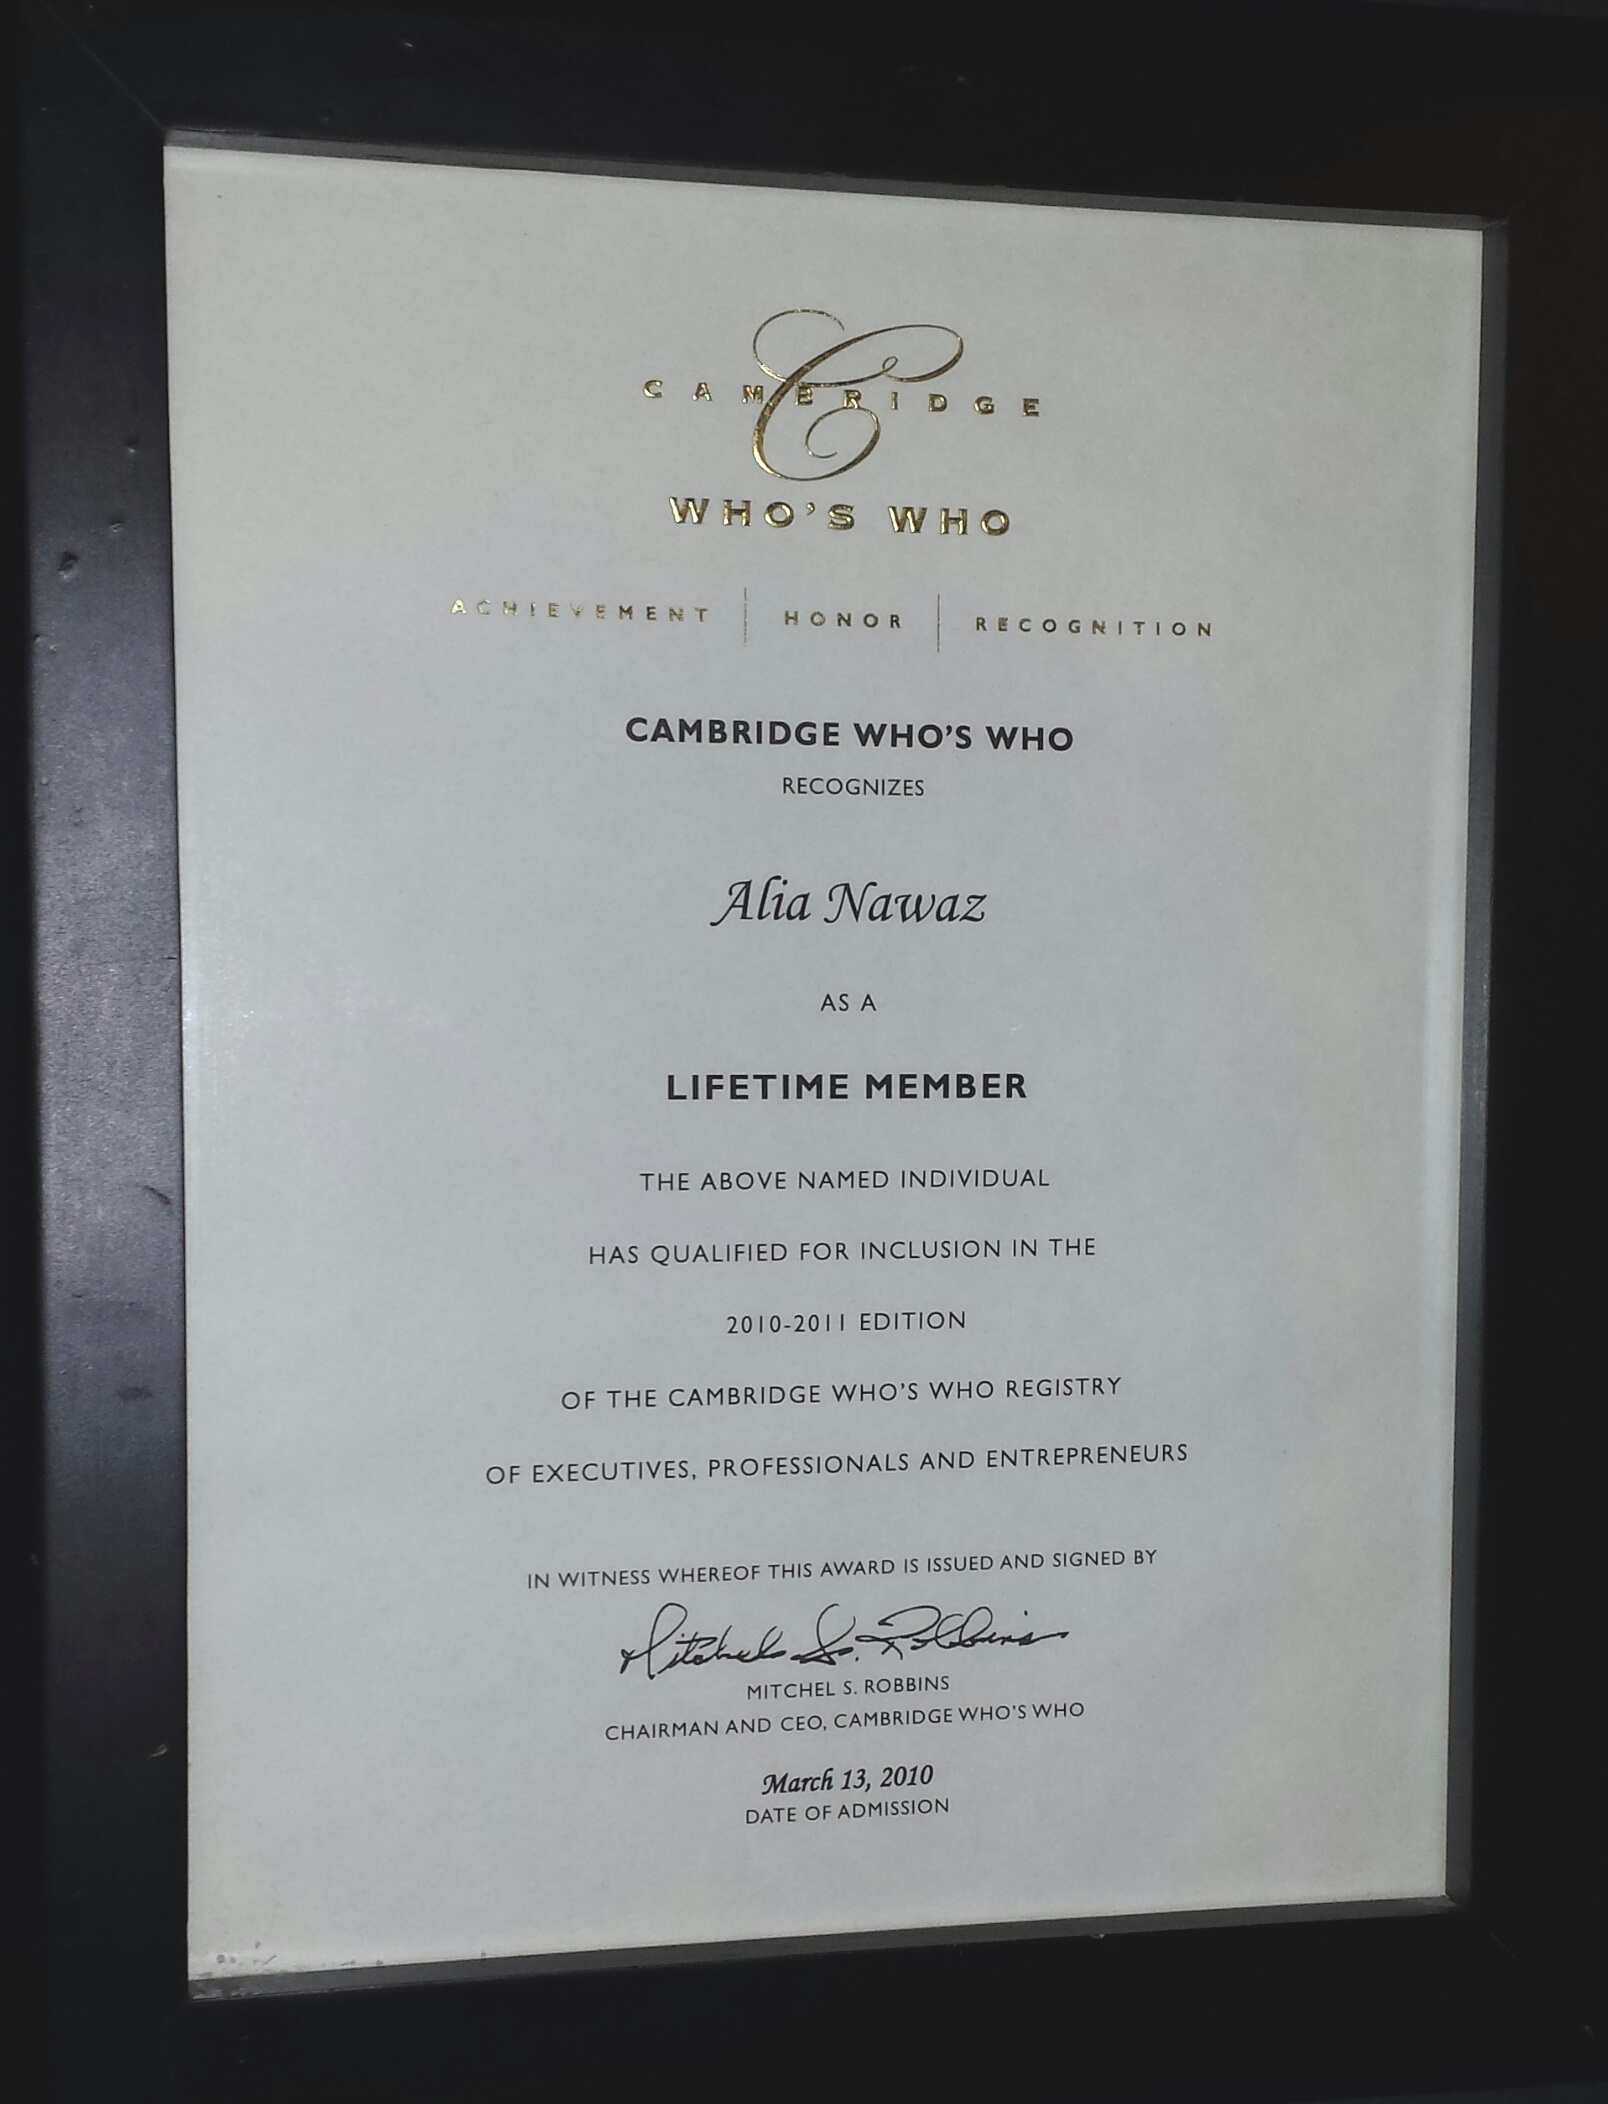 CAMBRIDGE
C
WHO'S WHO
ACHIEVEMENT | HONOR | RECOGNITION
CAMBRIDGE WHO'S WHO
RECOGNIZES
Alia Nawaz
AS A
LIFETIME MEMBER
THE ABOVE NAMED INDIVIDUAL
HAS QUALIFIED FOR INCLUSION IN THE
2010-2011 EDITION
OF THE CAMBRIDGE WHO'S WHO REGISTRY
OF EXECUTIVES, PROFESSIONALS AND ENTREPRENEURS
IN WITNESS WHEREOF THIS AWARD IS ISSUED AND SIGNED BY
Mitchel S. Robbins
MITCHEL S. ROBBINS
CHAIRMAN AND CEO, CAMBRIDGE WHO'S WHO
March 13, 2010
DATE OF ADMISSION